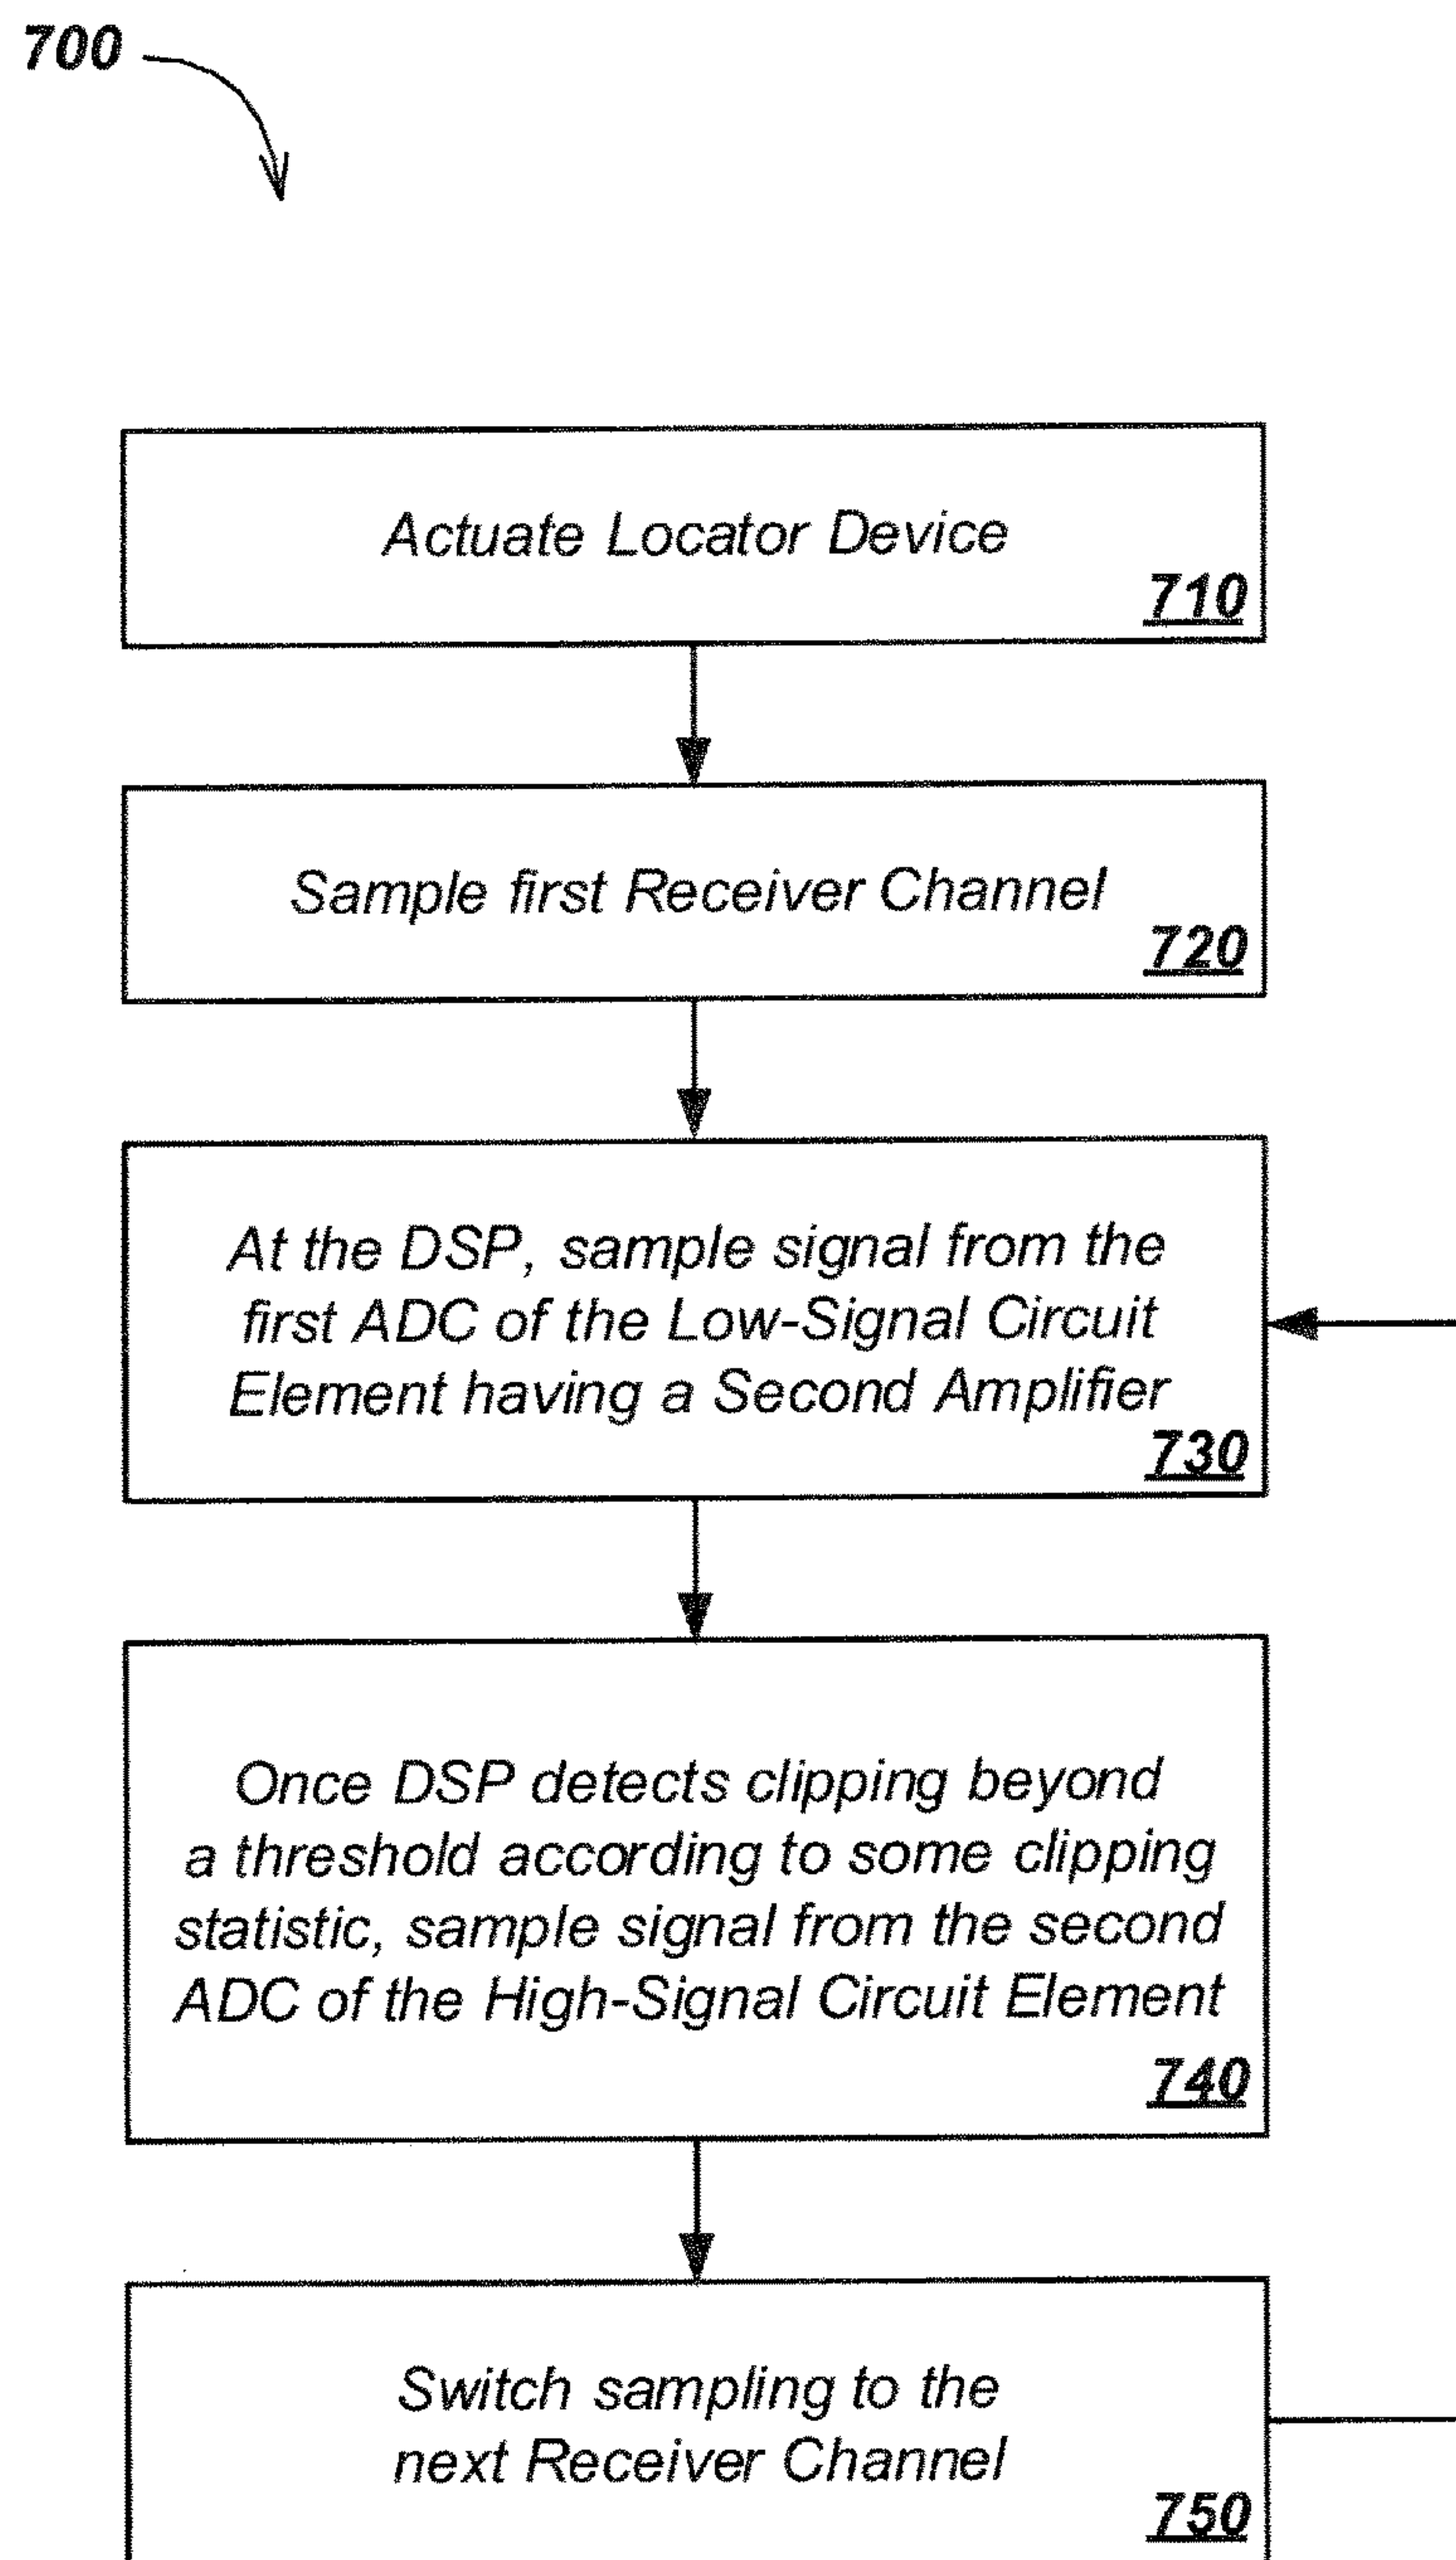 700
Actuate Locator Device
710
Sample first Receiver Channel
720
At the DSP, sample signal from the
first ADC of the Low-Signal Circuit
Element having a Second Amplifier
730
Once DSP detects clipping beyond
a threshold according to some clipping
statistic, sample signal from the second
ADC of the High-Signal Circuit Element
740
Switch sampling to the
next Receiver Channel
750